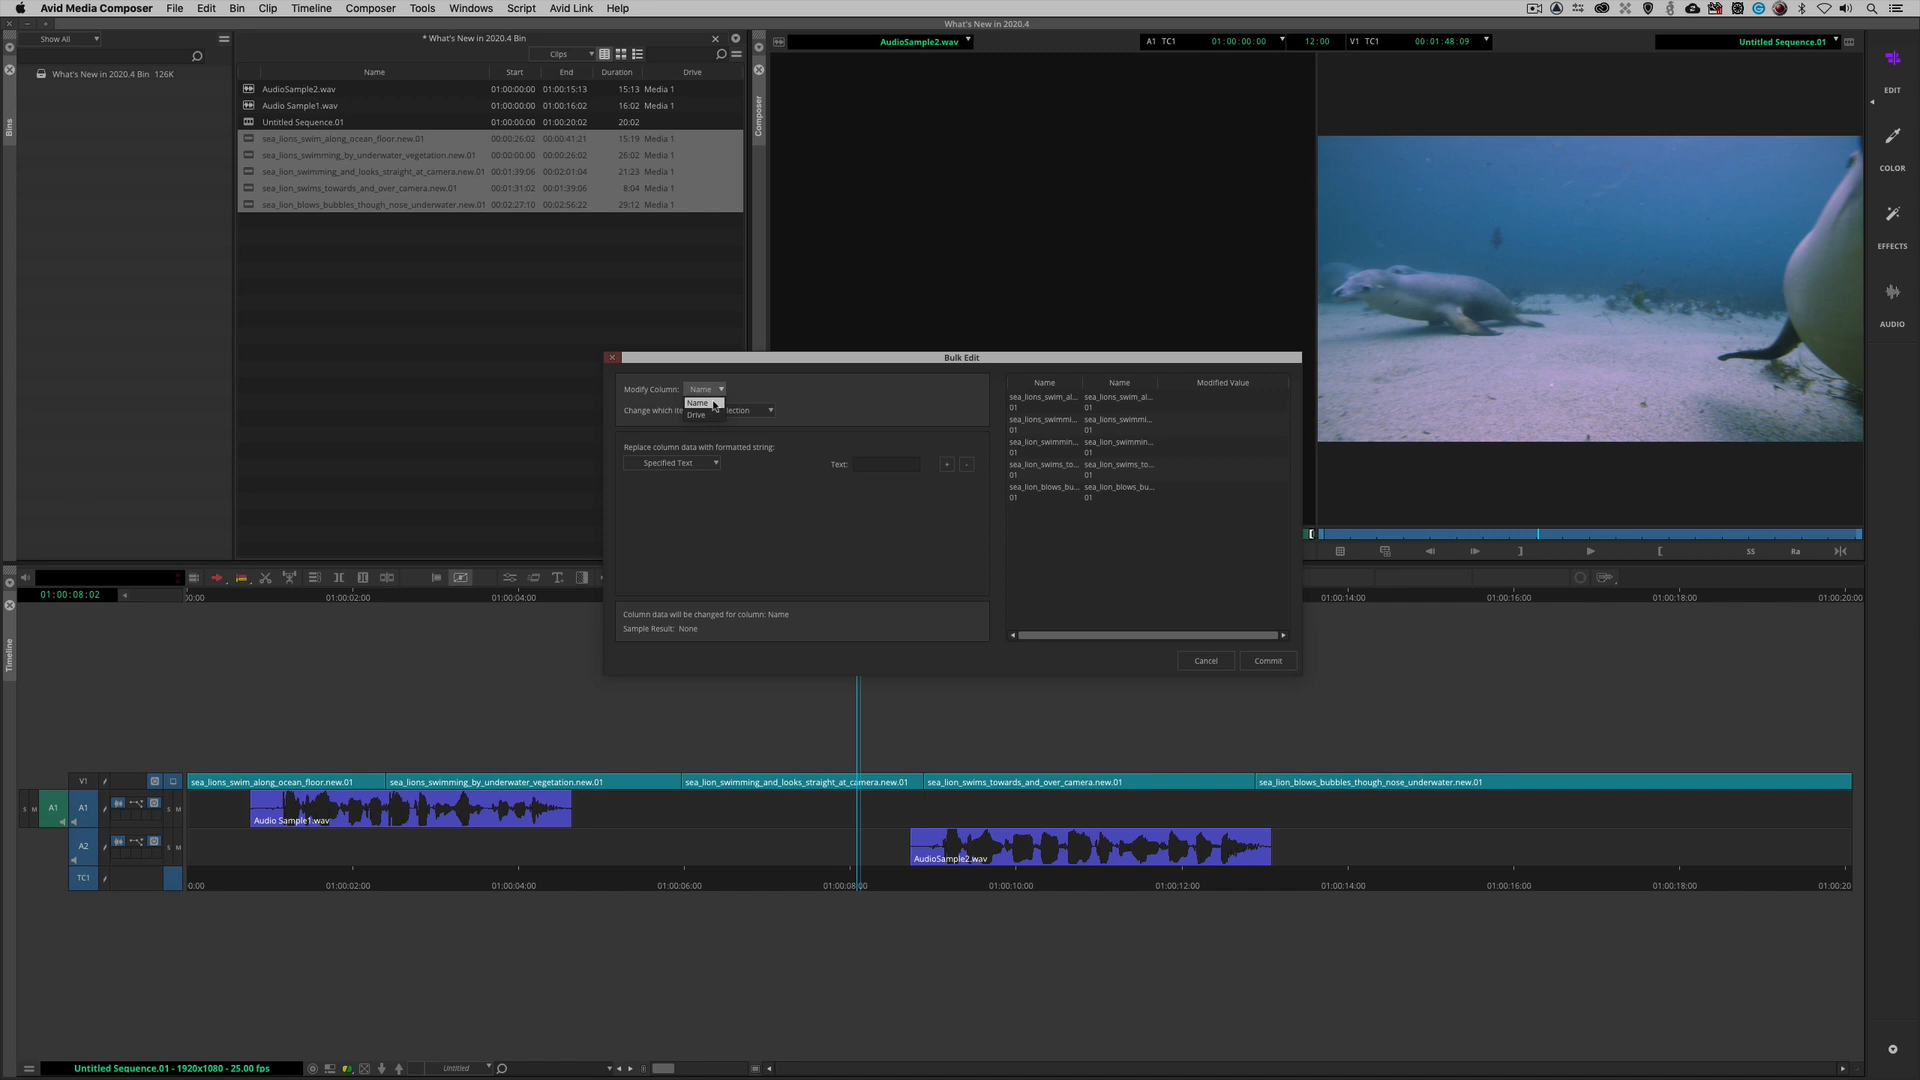 Avid Media Composer File Edit Bin Clip Timeline Composer Tools Windows Script Avid Link Help
What's New in 2020.4
Show All
* What's New in 2020.4 Bin
Clips
Bins
What's New in 2020.4 Bin 126K
Name Start End Duration Drive
AudioSample2.wav 01:00:00:00 01:00:15:13 15:13 Media 1
Audio Sample1.wav 01:00:00:00 01:00:16:02 16:02 Media 1
Untitled Sequence.01 01:00:00:00 01:00:20:02 20:02
sea_lions_swim_along_ocean_floor.new.01 00:00:26:02 00:00:41:21 15:19 Media 1
sea_lions_swimming_by_underwater_vegetation.new.01 00:00:00:00 00:00:26:02 26:02 Media 1
sea_lion_swimming_and_looks_straight_at_camera.new.01 00:01:39:06 00:02:01:04 21:23 Media 1
sea_lion_swims_towards_and_over_camera.new.01 00:01:31:02 00:01:39:06 8:04 Media 1
sea_lion_blows_bubbles_though_nose_underwater.new.01 00:02:27:10 00:02:56:22 29:12 Media 1
Composer
AudioSample2.wav A1 TC1 01:00:00:00 12:00 V1 TC1 00:01:48:09 Untitled Sequence.01
EDIT
COLOR
EFFECTS
AUDIO
Bulk Edit
Modify Column: Name
Name
Drive
Change which ite lection
Replace column data with formatted string:
Specified Text Text: + -
Column data will be changed for column: Name
Sample Result: None
Name Name Modified Value
sea_lions_swim_al... sea_lions_swim_al...
01
sea_lions_swimmi... sea_lions_swimmi...
01 01
sea_lion_swimmin... sea_lion_swimmin...
01 01
sea_lion_swims_to... sea_lion_swims_to...
01 01
sea_lion_blows_bu... sea_lion_blows_bu...
01 01
Cancel Commit
SS Ra
Timeline
01:00:08:02
00:00 01:00:02:00 01:00:04:00 01:00:14:00 01:00:16:00 01:00:18:00 01:00:20:00
V1 sea_lions_swim_along_ocean_floor.new.01 sea_lions_swimming_by_underwater_vegetation.new.01 sea_lion_swimming_and_looks_straight_at_camera.new.01 sea_lion_swims_towards_and_over_camera.new.01 sea_lion_blows_bubbles_though_nose_underwater.new.01
S M A1 A1 S M
Audio Sample1.wav
A2 S M
AudioSample2.wav
TC1
0:00 01:00:02:00 01:00:04:00 01:00:06:00 01:00:08:00 01:00:10:00 01:00:12:00 01:00:14:00 01:00:16:00 01:00:18:00 01:00:20
Untitled Sequence.01 - 1920x1080 - 25.00 fps Untitled